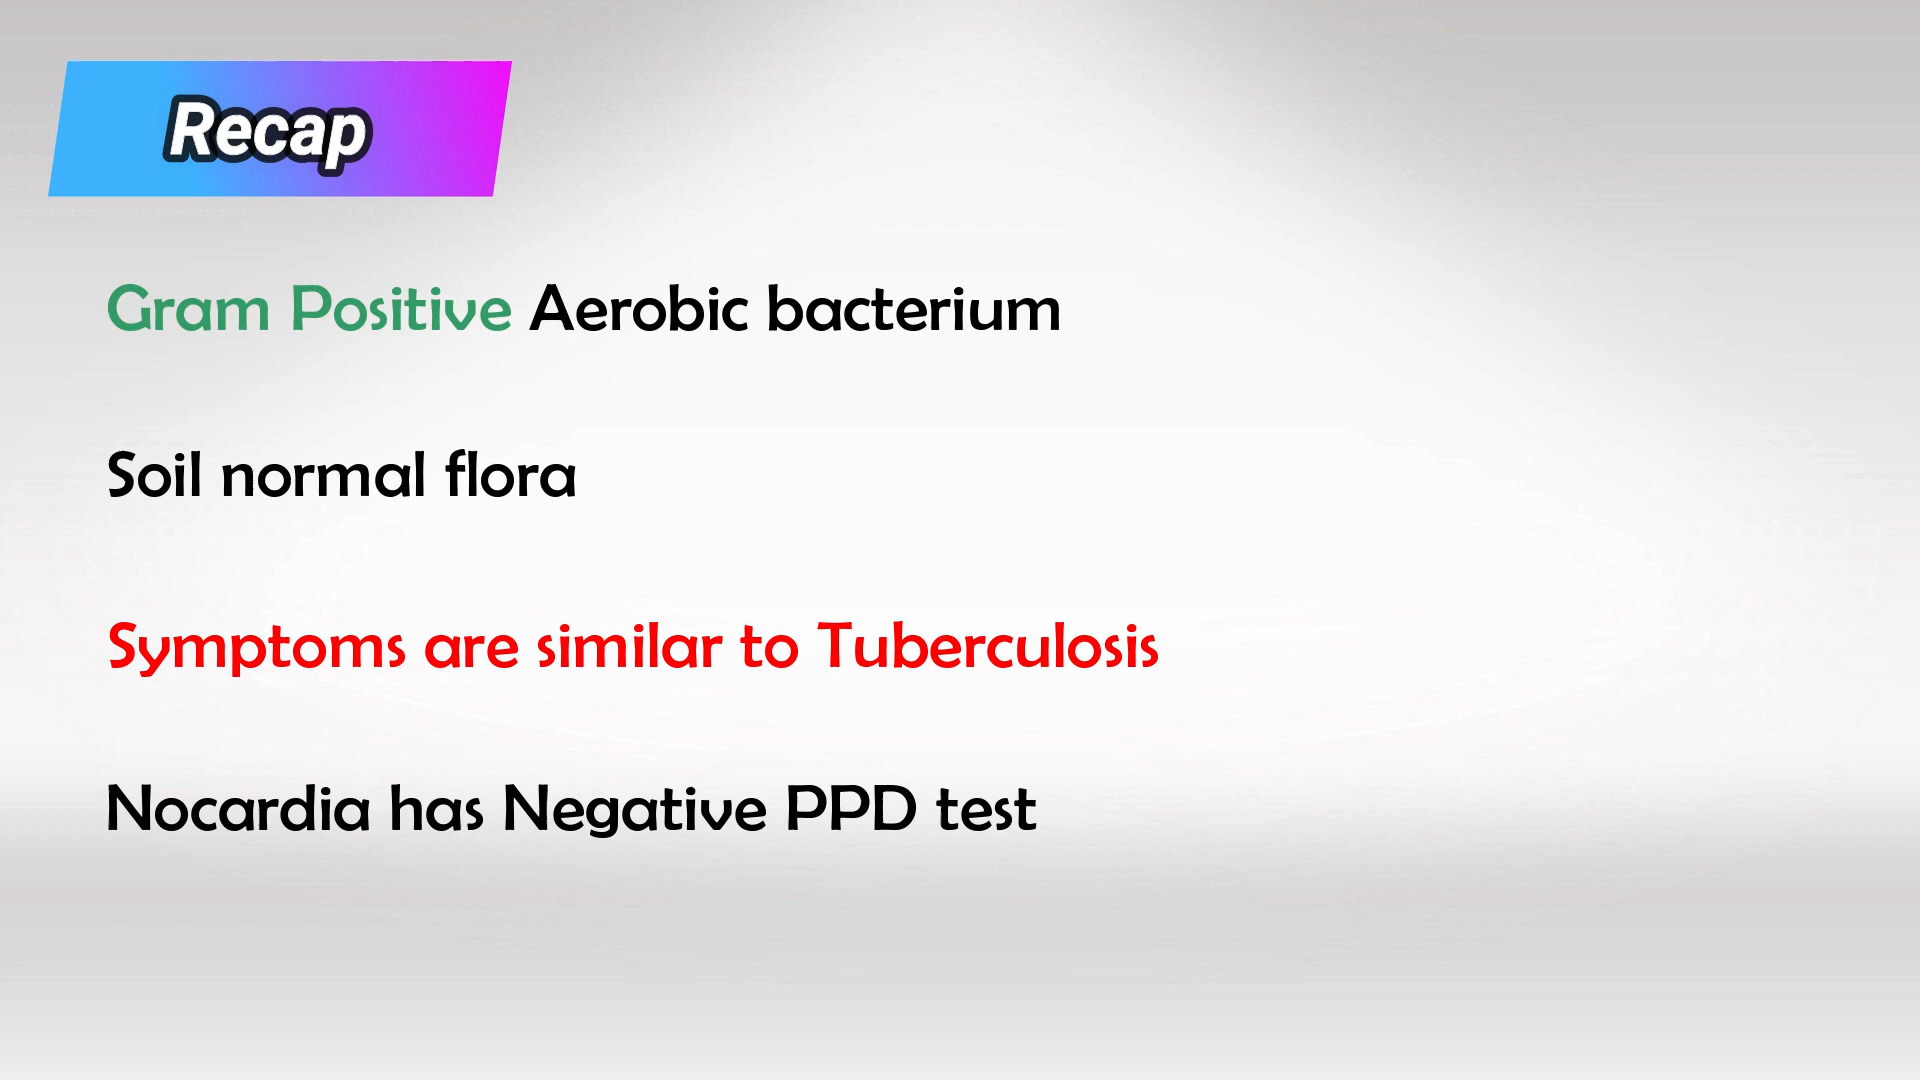 Recap
Gram Positive Aerobic bacterium
Soil normal flora
Symptoms are similar to Tuberculosis
Nocardia has Negative PPD test